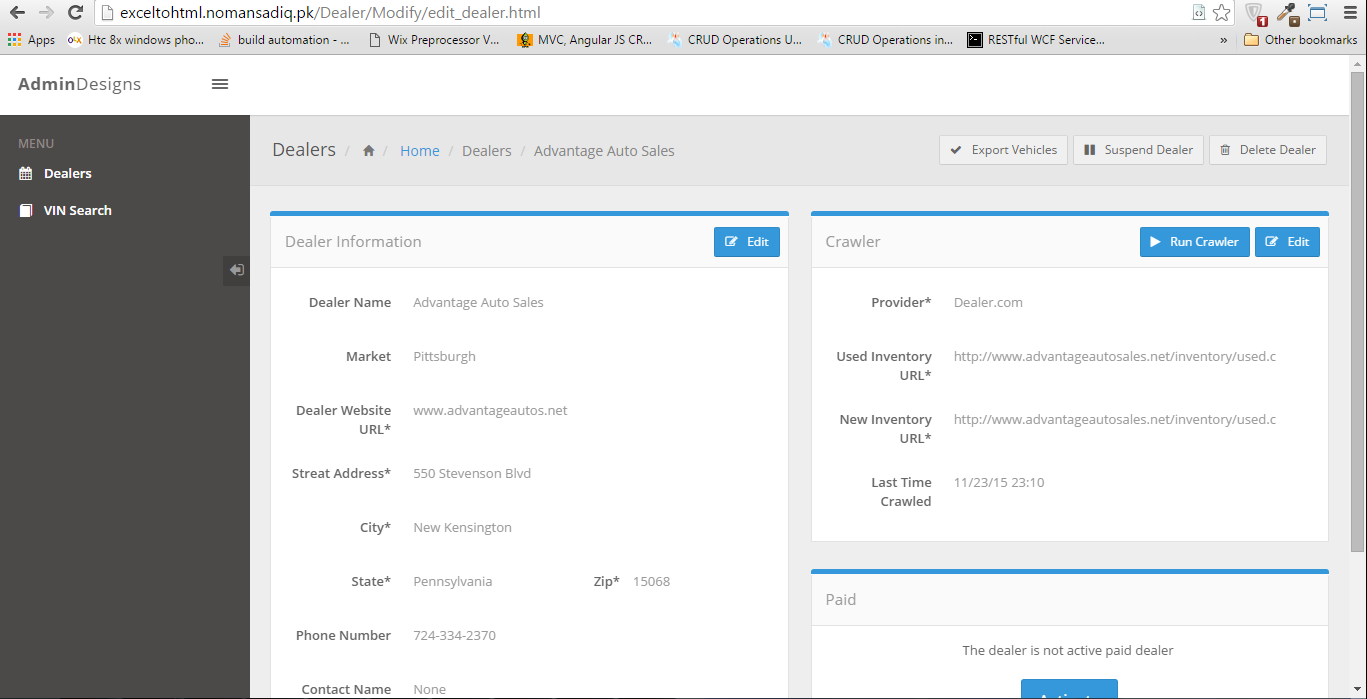 exceltohtml.nomansadiq.pk/Dealer/Modify/edit_dealer.html
1
Apps
Htc 8x windows pho...
build automation - ...
Wix Preprocessor V...
MVC, Angular JS CR...
CRUD Operations U...
CRUD Operations in...
RESTful WCF Service...
»
Other bookmarks
AdminDesigns
MENU
Dealers
VIN Search
Dealers / / Home / Dealers / Advantage Auto Sales
Export Vehicles
Suspend Dealer
Delete Dealer
Dealer Information
Edit
Dealer Name Advantage Auto Sales
Market Pittsburgh
Dealer Website www.advantageautos.net
URL*
Streat Address* 550 Stevenson Blvd
City* New Kensington
State* Pennsylvania Zip* 15068
Phone Number 724-334-2370
Contact Name None
Crawler
Run Crawler
Edit
Provider* Dealer.com
Used Inventory http://www.advantageautosales.net/inventory/used.c
URL*
New Inventory http://www.advantageautosales.net/inventory/used.c
URL*
Last Time 11/23/15 23:10
Crawled
Paid
The dealer is not active paid dealer